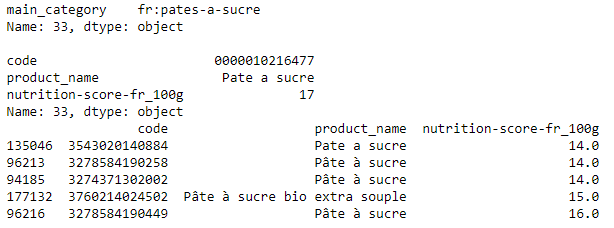 main_category fr:pates-a-sucre
Name: 33, dtype: object
code 0000010216477
product_name Pate a sucre
nutrition-score-fr_100g 17
Name: 33, dtype: object
code product_name nutrition-score-fr_100g
135046 3543020140884 Pate a sucre 14.0
96213 3278584190258 Pâte à sucre 14.0
94185 3274371302002 Pâte à sucre 14.0
177132 3760214024502 Pâte à sucre bio extra souple 15.0
96216 3278584190449 Pâte à sucre 16.0